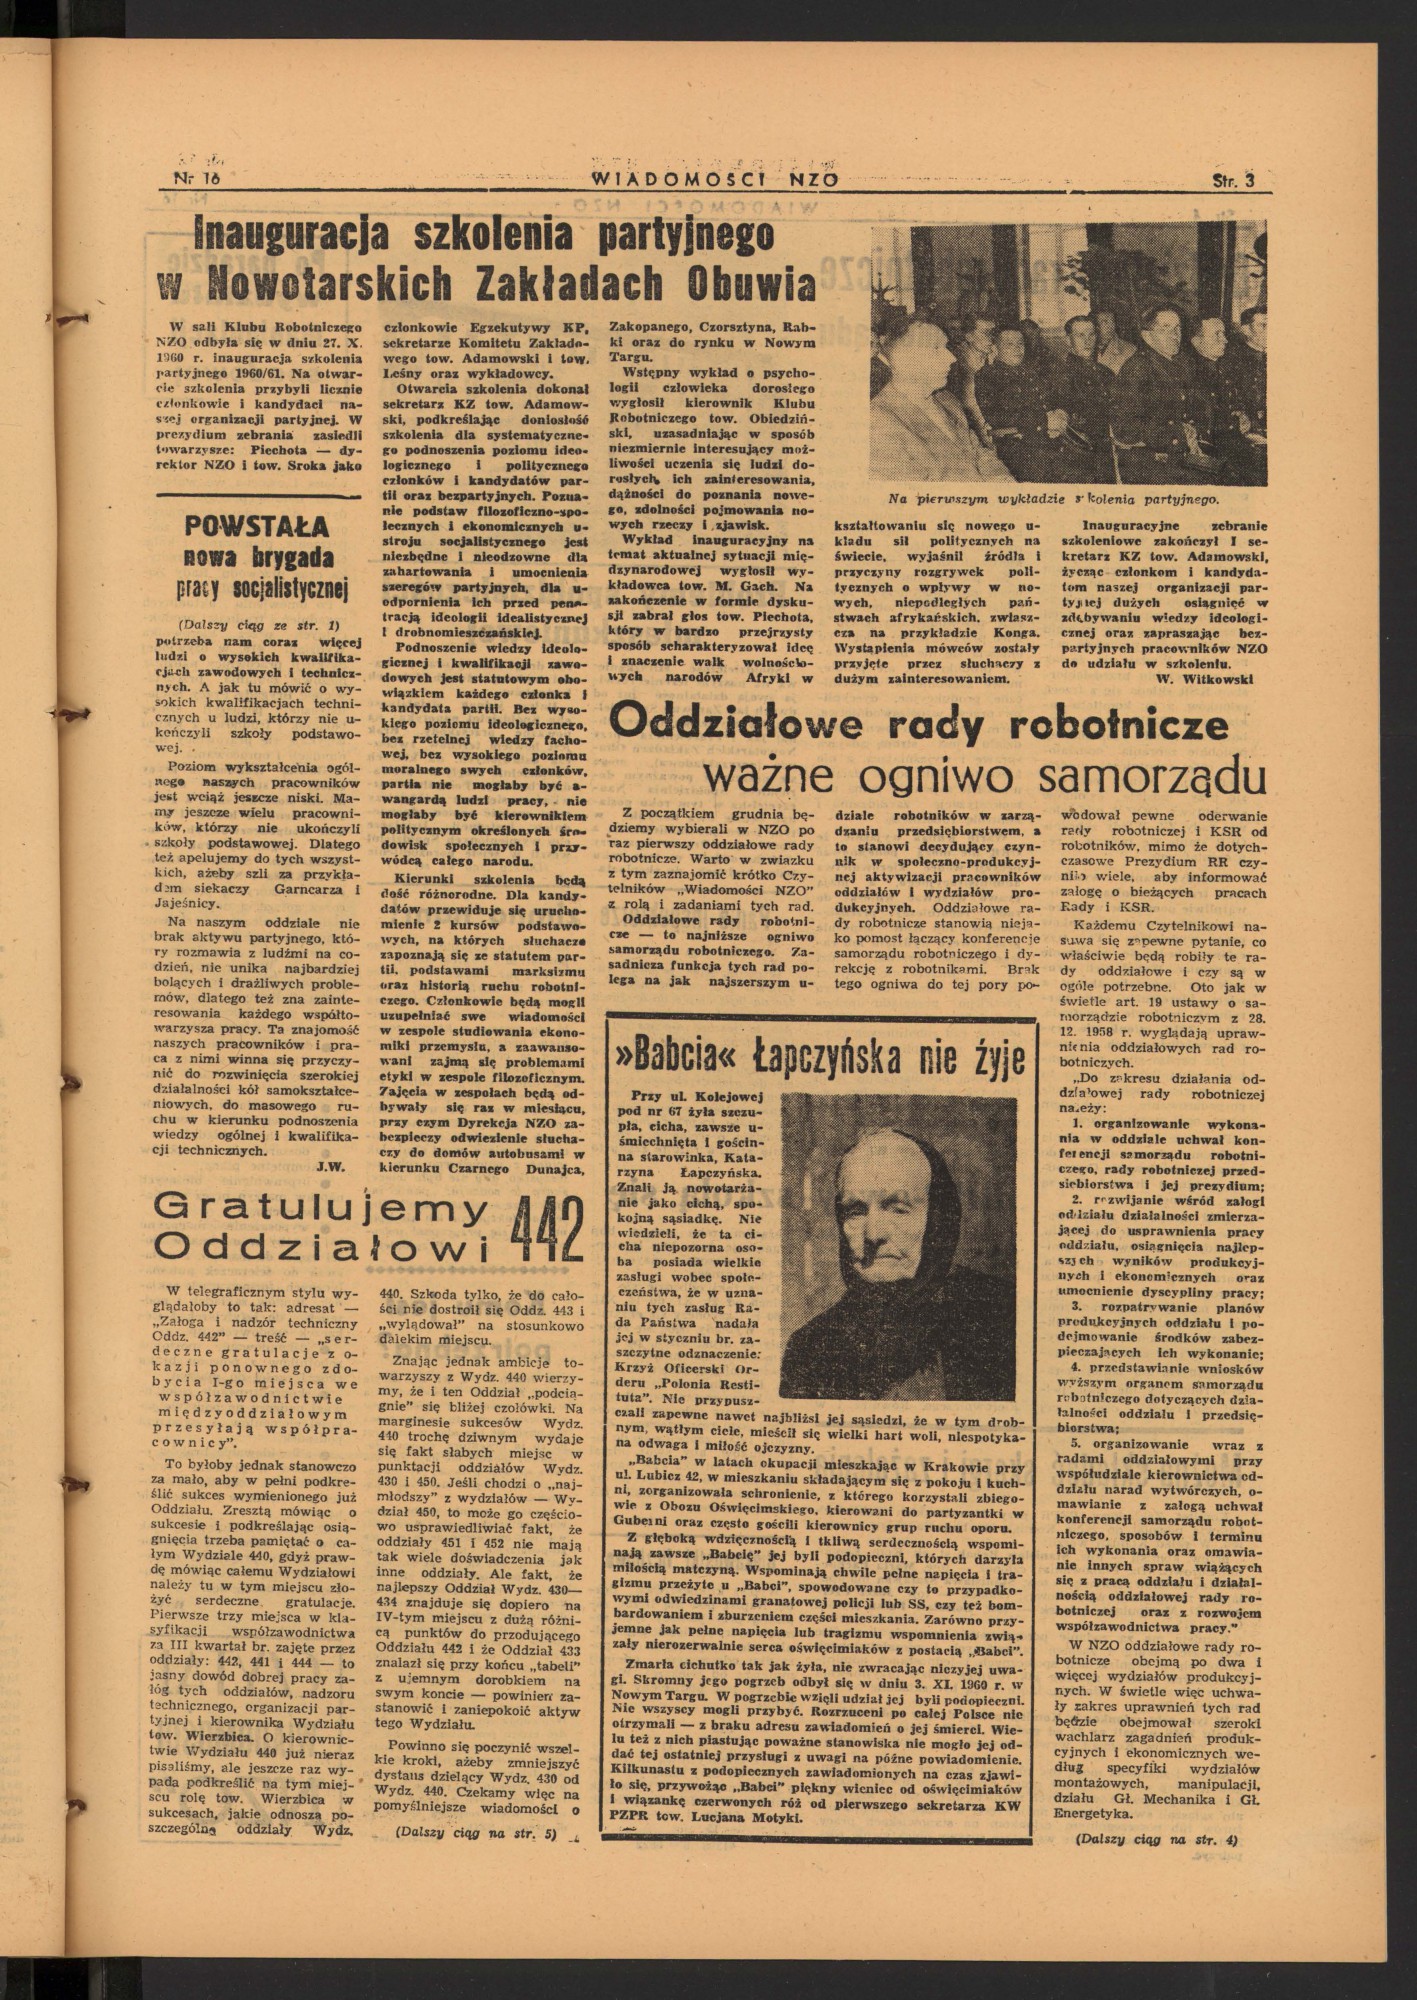 Nr 16
WIADOMOSCI NZO
Str. 3
Inauguracja szkolenia partyjnego
w Nowotarskich Zakładach Obuwia
W sali Klubu Robotniczego
NZO odbyła się w dniu 27. X.
1960 r. inauguracja szkolenia
partyjnego 1960/61. Na otwar-
cie szkolenia przybyli licznie
członkowie i kandydaci na-
szej organizacji partyjnej. W
prezydium zebrania zasiedli
towarzysze: Piechota — dy-
rektor NZO i tow. Sroka jako
członkowie Egzekutywy KP,
sekretarze Komitetu Zakłado-
wego tow. Adamowski i tow.
Leśny oraz wykładowcy.
Otwarcia szkolenia dokonał
sekretarz KZ tow. Adamow-
ski, podkreślając doniosłość
szkolenia dla systematyczne-
go podnoszenia poziomu ideo-
logicznego i politycznego
członków i kandydatów par-
tii oraz bezpartyjnych. Pozna-
nie podstaw filozoficzno-spo-
łecznych i ekonomicznych u-
stroju socjalistycznego jest
niezbędne i nieodzowne dla
zahartowania i umocnienia
szeregów partyjnych, dla u-
odpornienia ich przed pene-
tracją ideologii idealistycznej
i drobnomieszczańskiej.
Podnoszenie wiedzy ideolo-
gicznej i kwalifikacji zawo-
dowych jest statutowym obo-
wiązkiem każdego członka i
kandydata partii. Bez wyso-
kiego poziomu ideologicznego,
bez rzetelnej wiedzy facho-
wej, bez wysokiego poziomu
moralnego swych członków,
partia nie mogłaby być a-
wangardą ludzi pracy, nie
mogłaby być kierownikiem
politycznym określonych śro-
dowisk społecznych i przy-
wódcą całego narodu.
Kierunki szkolenia będą
dość różnorodne. Dla kandy-
datów przewiduje się urucho-
mienie 2 kursów podstawo-
wych, na których słuchacze
zapoznają się ze statutem par-
tii, podstawami marksizmu
oraz historią ruchu robotni-
czego. Członkowie będą mogli
uzupełniać swe wiadomości
w zespole studiowania ekono-
miki przemysłu, a zaawanso-
wani zajmą się problemami
etyki w zespole filozoficznym.
Zajęcia w zespołach będą od-
bywały się raz w miesiącu,
przy czym Dyrekcja NZO za-
bezpieczy odwiezienie słucha-
czy do domów autobusami w
kierunku Czarnego Dunajca,
Zakopanego, Czorsztyna, Rab-
ki oraz do rynku w Nowym
Targu.
Wstępny wykład o psycho-
logii człowieka dorosłego
wygłosił kierownik Klubu
Robotniczego tow. Obiedziń-
ski, uzasadniając w sposób
niezmiernie interesujący moż-
liwości uczenia się ludzi do-
rosłych, ich zainteresowania,
dążności do poznania nowe-
go, zdolności pojmowania no-
wych rzeczy i zjawisk.
Wykład inauguracyjny na
temat aktualnej sytuacji mię-
dzynarodowej wygłosił wy-
kładowca tow. M. Gach. Na
zakończenie w formie dysku-
sji zabrał głos tow. Piechota,
który w bardzo przejrzysty
sposób scharakteryzował ideę
i znaczenie walk wolnościo-
wych narodów Afryki w
Na pierwszym wykładzie szkolenia partyjnego.
kształtowaniu się nowego u-
kładu sił politycznych na
świecie, wyjaśnił źródła i
przyczyny rozgrywek poli-
tycznych o wpływy w no-
wych, niepodległych pań-
stwach afrykańskich, zwłasz-
cza na przykładzie Konga.
Wystąpienia mówców zostały
przyjęte przez słuchaczy z
dużym zainteresowaniem.
Inauguracyjne zebranie
szkoleniowe zakończył I se-
kretarz KZ tow. Adamowski,
życząc członkom i kandyda-
tom naszej organizacji par-
tyjnej dużych osiągnięć w
zdobywaniu wiedzy ideologi-
cznej oraz zapraszając bez-
partyjnych pracowników NZO
do udziału w szkoleniu.
W. Witkowski
POWSTAŁA
nowa brygada
pracy socjalistycznej
(Dalszy ciąg ze str. 1)
potrzeba nam coraz więcej
ludzi o wysokich kwalifika-
cjach zawodowych i technicz-
nych. A jak tu mówić o wy-
sokich kwalifikacjach techni-
cznych u ludzi, którzy nie u-
kończyli szkoły podstawo-
wej.
Poziom wykształcenia ogól-
nego naszych pracowników
jest wciąż jeszcze niski. Ma-
my jeszcze wielu pracowni-
ków, którzy nie ukończyli
szkoły podstawowej. Dlatego
też apelujemy do tych wszyst-
kich, ażeby szli za przykła-
dem siekaczy Garncarza i
Jajeśnicy.
Na naszym oddziale nie
brak aktywu partyjnego, któ-
ry rozmawia z ludźmi na co-
dzień, nie unika najbardziej
bolących i drażliwych proble-
mów, dlatego też zna zainte-
resowania każdego współto-
warzysza pracy. Ta znajomość
naszych pracowników i pra-
ca z nimi winna się przyczy-
nić do rozwinięcia szerokiej
działalności kół samokształce-
niowych, do masowego ru-
chu w kierunku podnoszenia
wiedzy ogólnej i kwalifika-
cji technicznych.
J.W.
Gratulujemy
Oddziałowi 442
W telegraficznym stylu wy-
glądałoby to tak: adresat —
„Załoga i nadzór techniczny
Oddz. 442” — treść — „ser-
deczne gratulacje z o-
kazji ponownego zdo-
bycia I-go miejsca we
współzawodnictwie
międzyoddziałowym
przesyłają współpra-
cownicy”.
To byłoby jednak stanowczo
za mało, aby w pełni podkre-
ślić sukces wymienionego już
Oddziału. Zresztą mówiąc o
sukcesie i podkreślając osią-
gnięcia trzeba pamiętać o ca-
łym Wydziale 440, gdyż praw-
dę mówiąc całemu Wydziałowi
należy tu w tym miejscu zło-
żyć serdeczne gratulacje.
Pierwsze trzy miejsca w kla-
syfikacji współzawodnictwa
za III kwartał br. zajęte przez
oddziały: 442, 441 i 444 — to
jasny dowód dobrej pracy za-
łóg tych oddziałów, nadzoru
technicznego, organizacji par-
tyjnej i kierownika Wydziału
tow. Wierzbica. O kierownic-
twie Wydziału 440 już nieraz
pisaliśmy, ale jeszcze raz wy-
pada podkreślić na tym miej-
scu rolę tow. Wierzbica w
sukcesach, jakie odnoszą po-
szczególne oddziały Wydz.
440. Szkoda tylko, że do cało-
ści nie dostroił się Oddz. 443 i
„wylądował” na stosunkowo
dalekim miejscu.
Znając jednak ambicje to-
warzyszy z Wydz. 440 wierzy-
my, że i ten Oddział „podcią-
gnie” się bliżej czołówki. Na
marginesie sukcesów Wydz.
440 trochę dziwnym wydaje
się fakt słabych miejsc w
punktacji oddziałów Wydz.
430 i 450. Jeśli chodzi o „naj-
młodszy” z wydziałów — Wy-
dział 450, to może go częścio-
wo usprawiedliwiać fakt, że
oddziały 451 i 452 nie mają
tak wiele doświadczenia jak
inne oddziały. Ale fakt, że
najlepszy Oddział Wydz. 430—
434 znajduje się dopiero na
IV-tym miejscu z dużą różni-
cą punktów do przodującego
Oddziału 442 i że Oddział 433
znalazł się przy końcu „tabeli”
z ujemnym dorobkiem na
swym koncie — powinien za-
stanowić i zaniepokoić aktyw
tego Wydziału.
Powinno się poczynić wszel-
kie kroki, ażeby zmniejszyć
dystans dzielący Wydz. 430 od
Wydz. 440. Czekamy więc na
pomyślniejsze wiadomości o
(Dalszy ciąg na str. 5)
Oddziałowe rady robotnicze
ważne ogniwo samorządu
Z początkiem grudnia bę-
dziemy wybierali w NZO po
raz pierwszy oddziałowe rady
robotnicze. Warto w związku
z tym zaznajomić krótko Czy-
telników „Wiadomości NZO”
z rolą i zadaniami tych rad.
Oddziałowe rady robotni-
cze — to najniższe ogniwo
samorządu robotniczego. Za-
sadnicza funkcja tych rad po-
lega na jak najszerszym u-
dziale robotników w zarzą-
dzaniu przedsiębiorstwem, a
to stanowi decydujący czyn-
nik w społeczno-produkcyj-
nej aktywizacji pracowników
oddziałów i wydziałów pro-
dukcyjnych. Oddziałowe ra-
dy robotnicze stanowią nieja-
ko pomost łączący konferencje
samorządu robotniczego i dy-
rekcję z robotnikami. Brak
tego ogniwa do tej pory po-
wodował pewne oderwanie
rady robotniczej i KSR od
robotników, mimo że dotych-
czasowe Prezydium RR czy-
niło wiele, aby informować
załogę o bieżących pracach
Rady i KSR.
Każdemu Czytelnikowi na-
suwa się zapewne pytanie, co
właściwie będą robiły te ra-
dy oddziałowe i czy są w
ogóle potrzebne. Oto jak w
świetle art. 19 ustawy o sa-
morządzie robotniczym z 28.
12. 1958 r. wyglądają upraw-
nienia oddziałowych rad ro-
botniczych.
„Do zakresu działania od-
działowej rady robotniczej
należy:
1. organizowanie wykona-
nia w oddziale uchwał kon-
ferencji samorządu robotni-
czego, rady robotniczej przed-
siębiorstwa i jej prezydium;
2. rozwijanie wśród załogi
oddziału działalności zmierza-
jącej do usprawnienia pracy
oddziału, osiągnięcia najlep-
szych wyników produkcyj-
nych i ekonomicznych oraz
umocnienie dyscypliny pracy;
3. rozpatrywanie planów
produkcyjnych oddziału i po-
dejmowanie środków zabez-
pieczających ich wykonanie;
4. przedstawianie wniosków
wyższym organom samorządu
robotniczego dotyczących dzia-
łalności oddziału i przedsię-
biorstwa;
5. organizowanie wraz z
radami oddziałowymi przy
współudziale kierownictwa od-
działu narad wytwórczych, o-
mawianie z załogą uchwał
konferencji samorządu robot-
niczego, sposobów i terminu
ich wykonania oraz omawia-
nie innych spraw wiążących
się z pracą oddziału i działal-
nością oddziałowej rady ro-
botniczej oraz z rozwojem
współzawodnictwa pracy.”
W NZO oddziałowe rady ro-
botnicze obejmą po dwa i
więcej wydziałów produkcyj-
nych. W świetle więc uchwa-
ły zakres uprawnień tych rad
będzie obejmował szeroki
wachlarz zagadnień produk-
cyjnych i ekonomicznych we-
dług specyfiki wydziałów
montażowych, manipulacji,
działu Gł. Mechanika i Gł.
Energetyka.
(Dalszy ciąg na str. 4)
»Babcia« Łapczyńska nie żyje
Przy ul. Kolejowej
pod nr 67 żyła szczu-
pła, cicha, zawsze u-
śmiechnięta i gościn-
na starowinka, Kata-
rzyna Łapczyńska.
Znali ją nowotarża-
nie jako cichą, spo-
kojną sąsiadkę. Nie
wiedzieli, że ta ci-
cha niepozorna oso-
ba posiada wielkie
zasługi wobec społe-
czeństwa, że w uzna-
niu tych zasług Ra-
da Państwa nadała
jej w styczniu br. za-
szczytne odznaczenie:
Krzyż Oficerski Or-
deru „Polonia Resti-
tuta”. Nie przypusz-
czali zapewne nawet najbliżsi jej sąsiedzi, że w tym drob-
nym, wątłym ciele, mieścił się wielki hart woli, niespotyka-
na odwaga i miłość ojczyzny.
„Babcia” w latach okupacji mieszkając w Krakowie przy
ul. Lubicz 42, w mieszkaniu składającym się z pokoju i kuch-
ni, zorganizowała schronienie, z którego korzystali zbiego-
wie z Obozu Oświęcimskiego, kierowani do partyzantki w
Guberni oraz często gościli kierownicy grup ruchu oporu.
Z głęboką wdzięcznością i tkliwą serdecznością wspomi-
nają zawsze „Babcię” jej byli podopieczni, których darzyła
miłością matczyną. Wspominają chwile pełne napięcia i tra-
gizmu przeżyte u „Babci”, spowodowane czy to przypadko-
wymi odwiedzinami granatowej policji lub SS, czy też bom-
bardowaniem i zburzeniem części mieszkania. Zarówno przy-
jemne jak pełne napięcia lub tragizmu wspomnienia zwią-
zały nierozerwalnie serca oświęcimiaków z postacią „Babci”.
Zmarła cichutko tak jak żyła, nie zwracając niczyjej uwa-
gi. Skromny jego pogrzeb odbył się w dniu 3. XI. 1960 r. w
Nowym Targu. W pogrzebie wzięli udział jej byli podopieczni.
Nie wszyscy mogli przybyć. Rozrzuceni po całej Polsce nie
otrzymali — z braku adresu zawiadomień o jej śmierci. Wie-
lu też z nich piastując poważne stanowiska nie mogło jej od-
dać tej ostatniej przysługi z uwagi na późne powiadomienie.
Kilkunastu z podopiecznych zawiadomionych na czas zjawi-
ło się, przywożąc „Babci” piękny wieniec od oświęcimiaków
i wiązankę czerwonych róż od pierwszego sekretarza KW
PZPR tow. Lucjana Motyki.